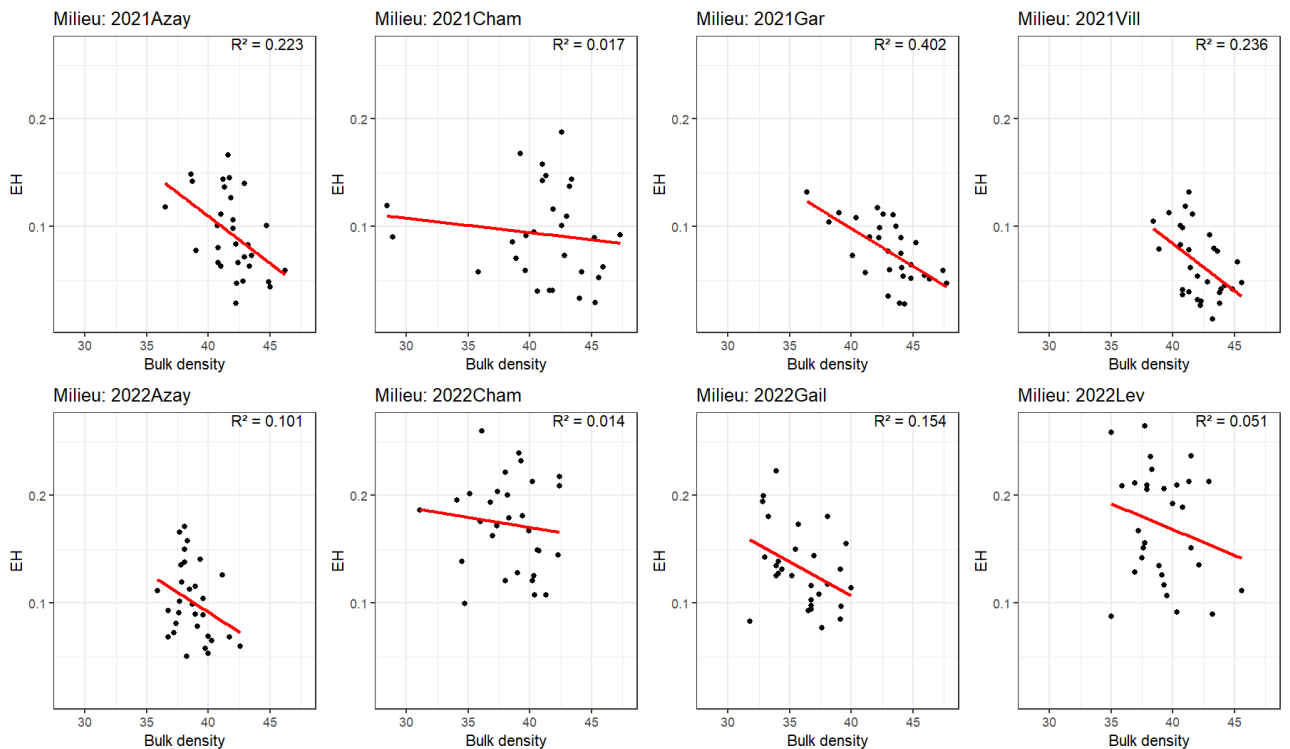 Milieu: 2021Azay
R² = 0.223
0.2
0.1
EH
30 35 40 45
Bulk density
Milieu: 2021Cham
R² = 0.017
0.2
0.1
EH
30 35 40 45
Bulk density
Milieu: 2021Gar
R² = 0.402
0.2
0.1
EH
30 35 40 45
Bulk density
Milieu: 2021Vill
R² = 0.236
0.2
0.1
EH
30 35 40 45
Bulk density
Milieu: 2022Azay
R² = 0.101
0.2
0.1
EH
30 35 40 45
Bulk density
Milieu: 2022Cham
R² = 0.014
0.2
0.1
EH
30 35 40 45
Bulk density
Milieu: 2022Gail
R² = 0.154
0.2
0.1
EH
30 35 40 45
Bulk density
Milieu: 2022Lev
R² = 0.051
0.2
0.1
EH
30 35 40 45
Bulk density